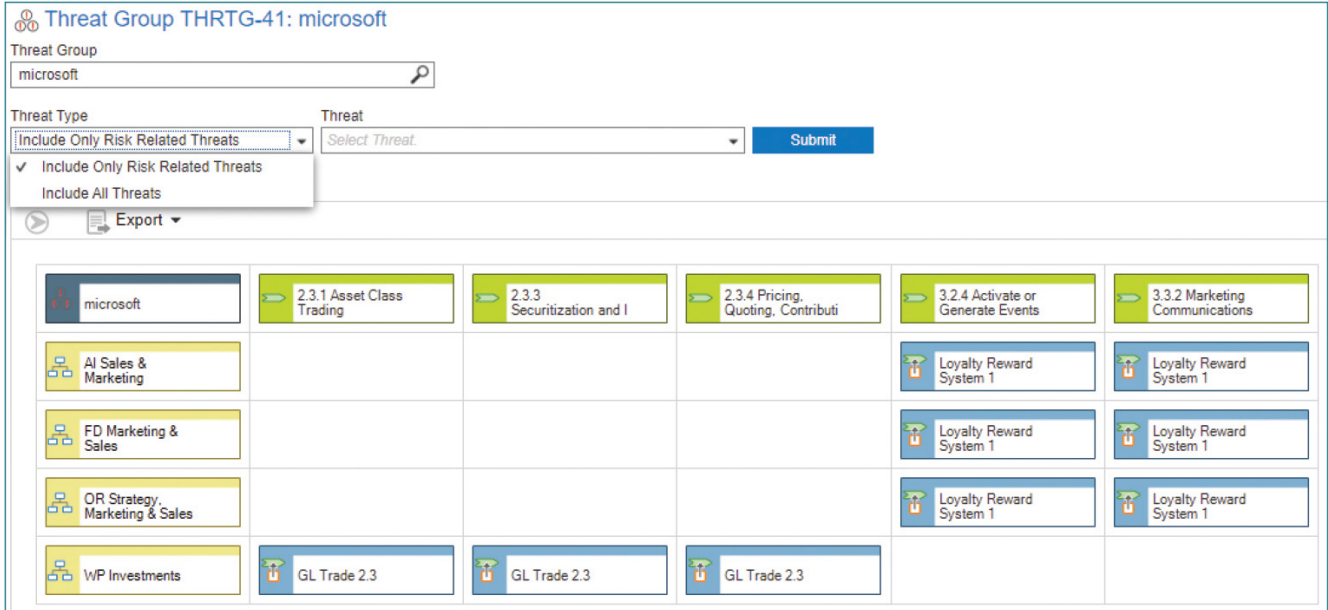 Threat Group THRTG-41: microsoft
Threat Group
microsoft
Threat Type
Threat
Include Only Risk Related Threats
Select Threat.
Submit
Include Only Risk Related Threats
Include All Threats
Export
microsoft
2.3.1 Asset Class
Trading
2.3.3
Securitization and I
2.3.4 Pricing,
Quoting, Contributi
3.2.4 Activate or
Generate Events
3.3.2 Marketing
Communications
AI Sales &
Marketing
Loyalty Reward
System 1
Loyalty Reward
System 1
FD Marketing &
Sales
Loyalty Reward
System 1
Loyalty Reward
System 1
OR Strategy,
Marketing & Sales
Loyalty Reward
System 1
Loyalty Reward
System 1
WP Investments
GL Trade 2.3
GL Trade 2.3
GL Trade 2.3